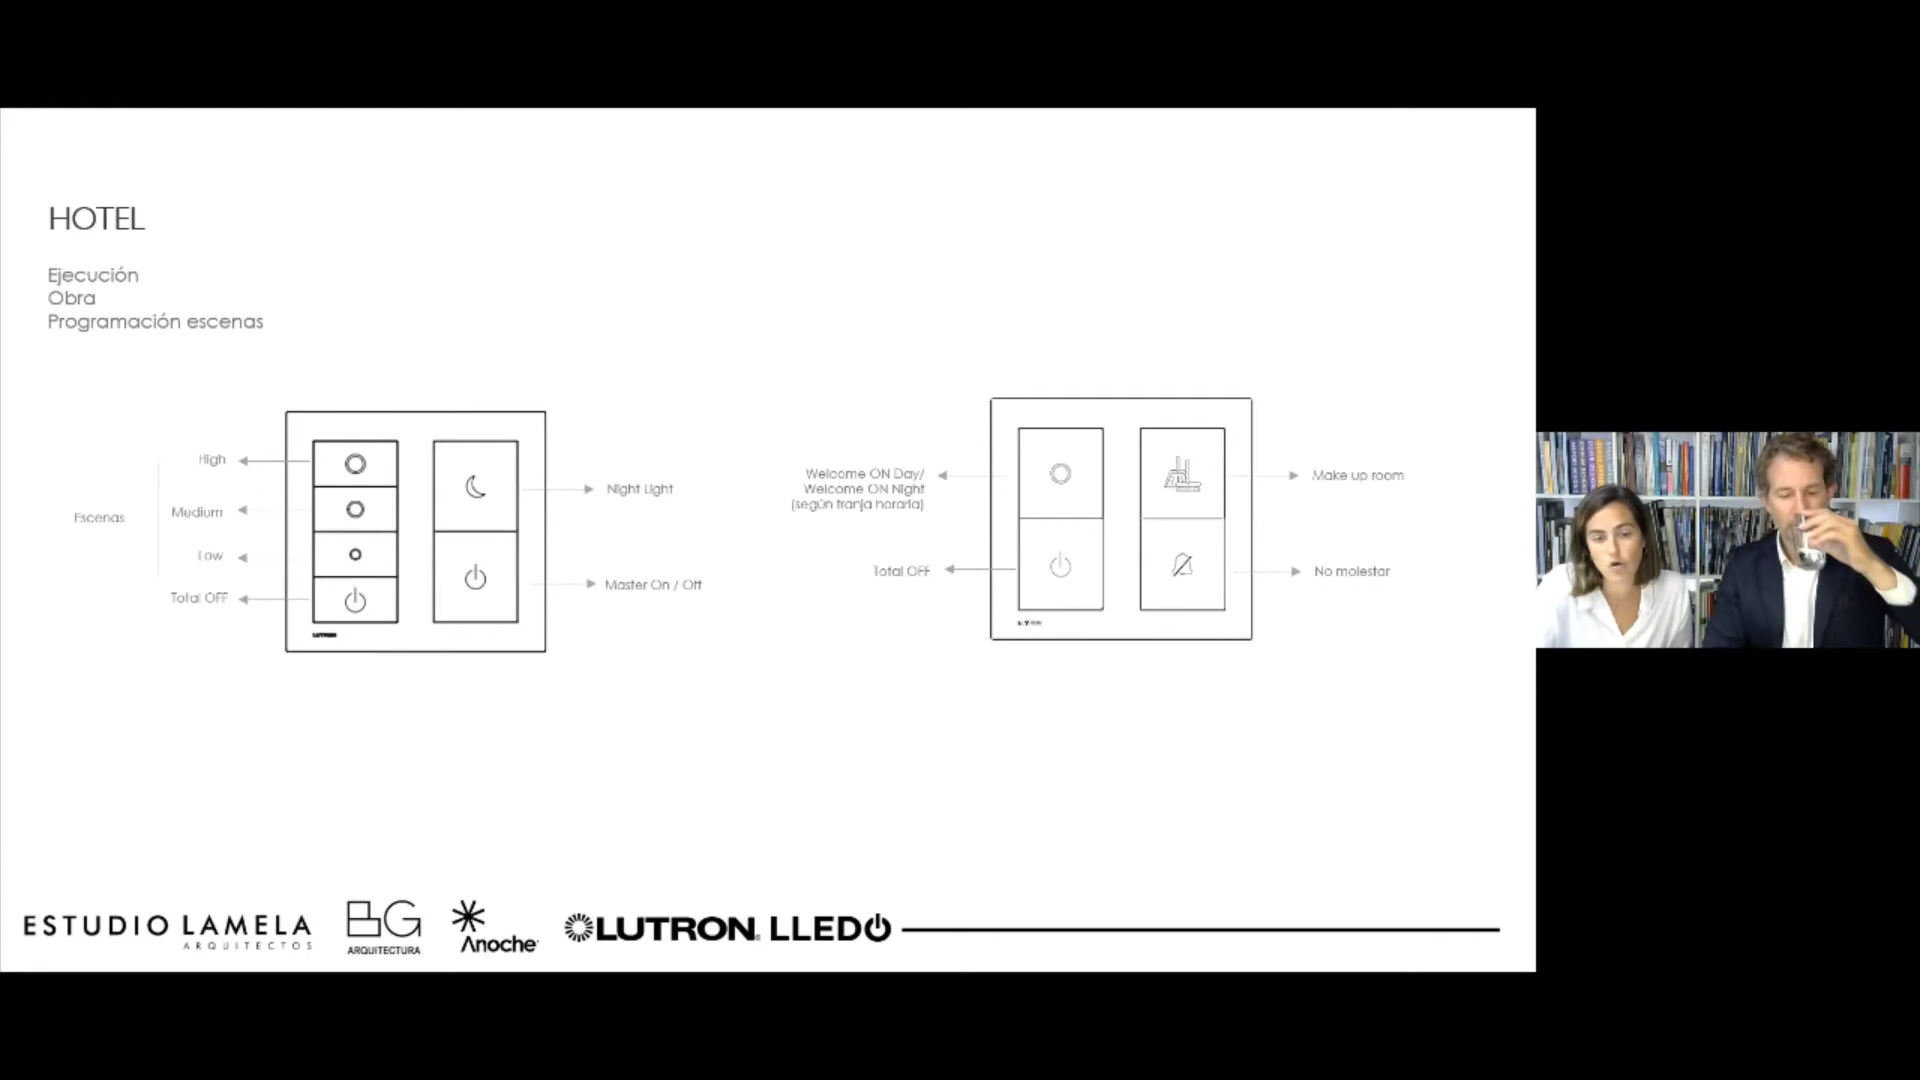 HOTEL
Ejecución
Obra
Programación escenas
Escenas
High
Medium
Low
Total OFF
LUTRON
Night Light
Master On / Off
Welcome ON Day/
Welcome ON Night
(según franja horaria)
Total OFF
Make up room
No molestar
ESTUDIO LAMELA
ARQUITECTOS
BG
ARQUITECTURA
Anoche
LUTRON
LLEDO